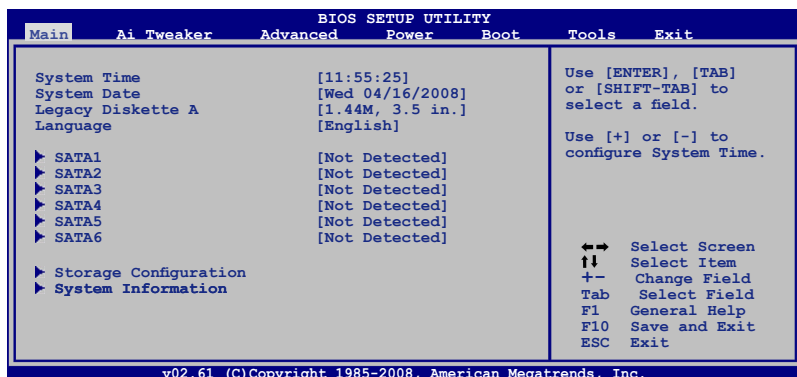 BIOS SETUP UTILITY
Main Ai Tweaker Advanced Power Boot Tools Exit
System Time [11:55:25]
System Date [Wed 04/16/2008]
Legacy Diskette A [1.44M, 3.5 in.]
Language [English]
SATA1 [Not Detected]
SATA2 [Not Detected]
SATA3 [Not Detected]
SATA4 [Not Detected]
SATA5 [Not Detected]
SATA6 [Not Detected]
Storage Configuration
System Information
Use [ENTER], [TAB]
or [SHIFT-TAB] to
select a field.
Use [+] or [-] to
configure System Time.
←→ Select Screen
↑↓ Select Item
+- Change Field
Tab Select Field
F1 General Help
F10 Save and Exit
ESC Exit
v02.61 (C)Copyright 1985-2008, American Megatrends, Inc.